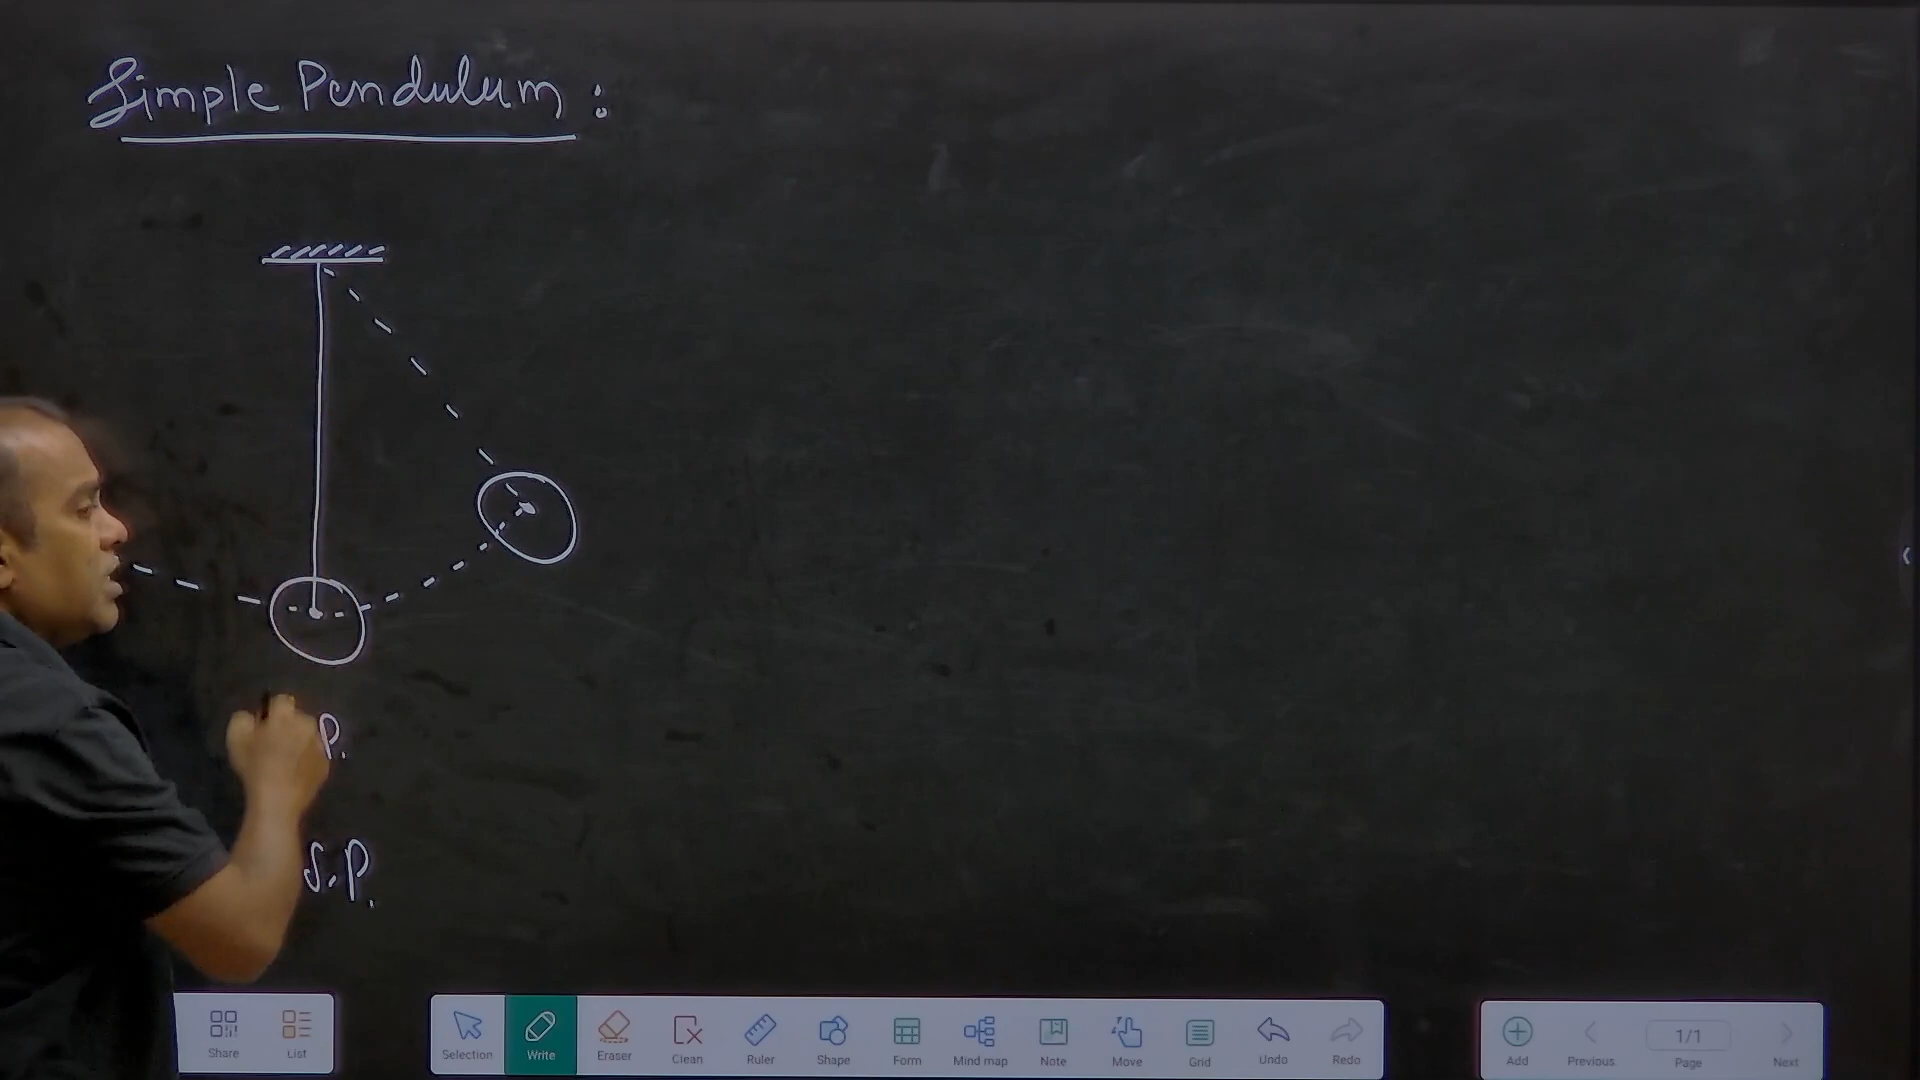 Simple Pendulum :
P.
S.P.
Share
List
Selection
Write
Eraser
Clean
Ruler
Shape
Form
Mind map
Note
Move
Grid
Undo
Redo
Add
Previous
1/1
Page
Next